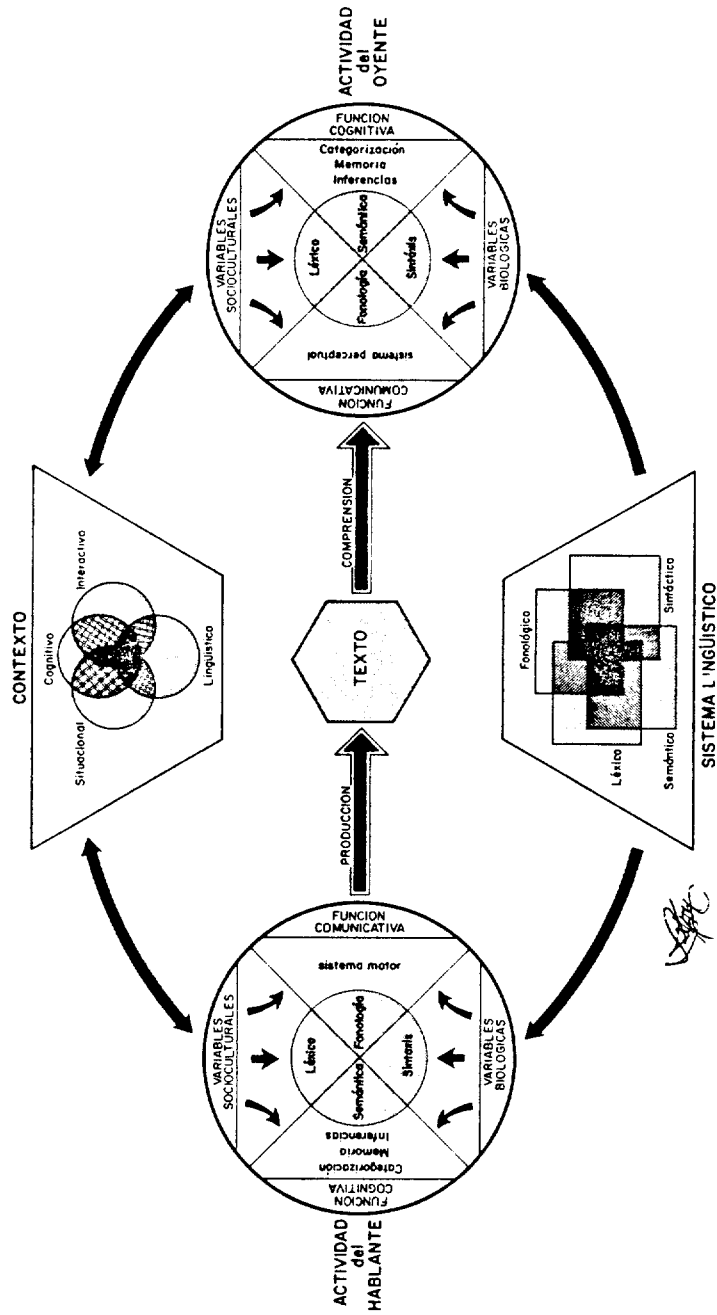 CONTEXTO
Situacional
Cognitivo
Interactivo
Lingüístico
ACTIVIDAD
del
HABLANTE
VARIABLES
SOCIOCULTURALES
FUNCION
COGNITIVA
Categorización
Memoria
Inferencias
Léxico
Semántica
Fonología
Sintaxis
sistema motor
FUNCION
COMUNICATIVA
VARIABLES
BIOLOGICAS
PRODUCCION
TEXTO
COMPRENSION
VARIABLES
SOCIOCULTURALES
FUNCION
COMUNICATIVA
sistema perceptual
Léxico
Fonología
Semántica
Sintáxis
Categorización
Memoria
Inferencias
FUNCION
COGNITIVA
VARIABLES
BIOLOGICAS
ACTIVIDAD
del
OYENTE
Fonológico
Léxico
Semántico
Sintáctico
SISTEMA L'NGÜISTICO